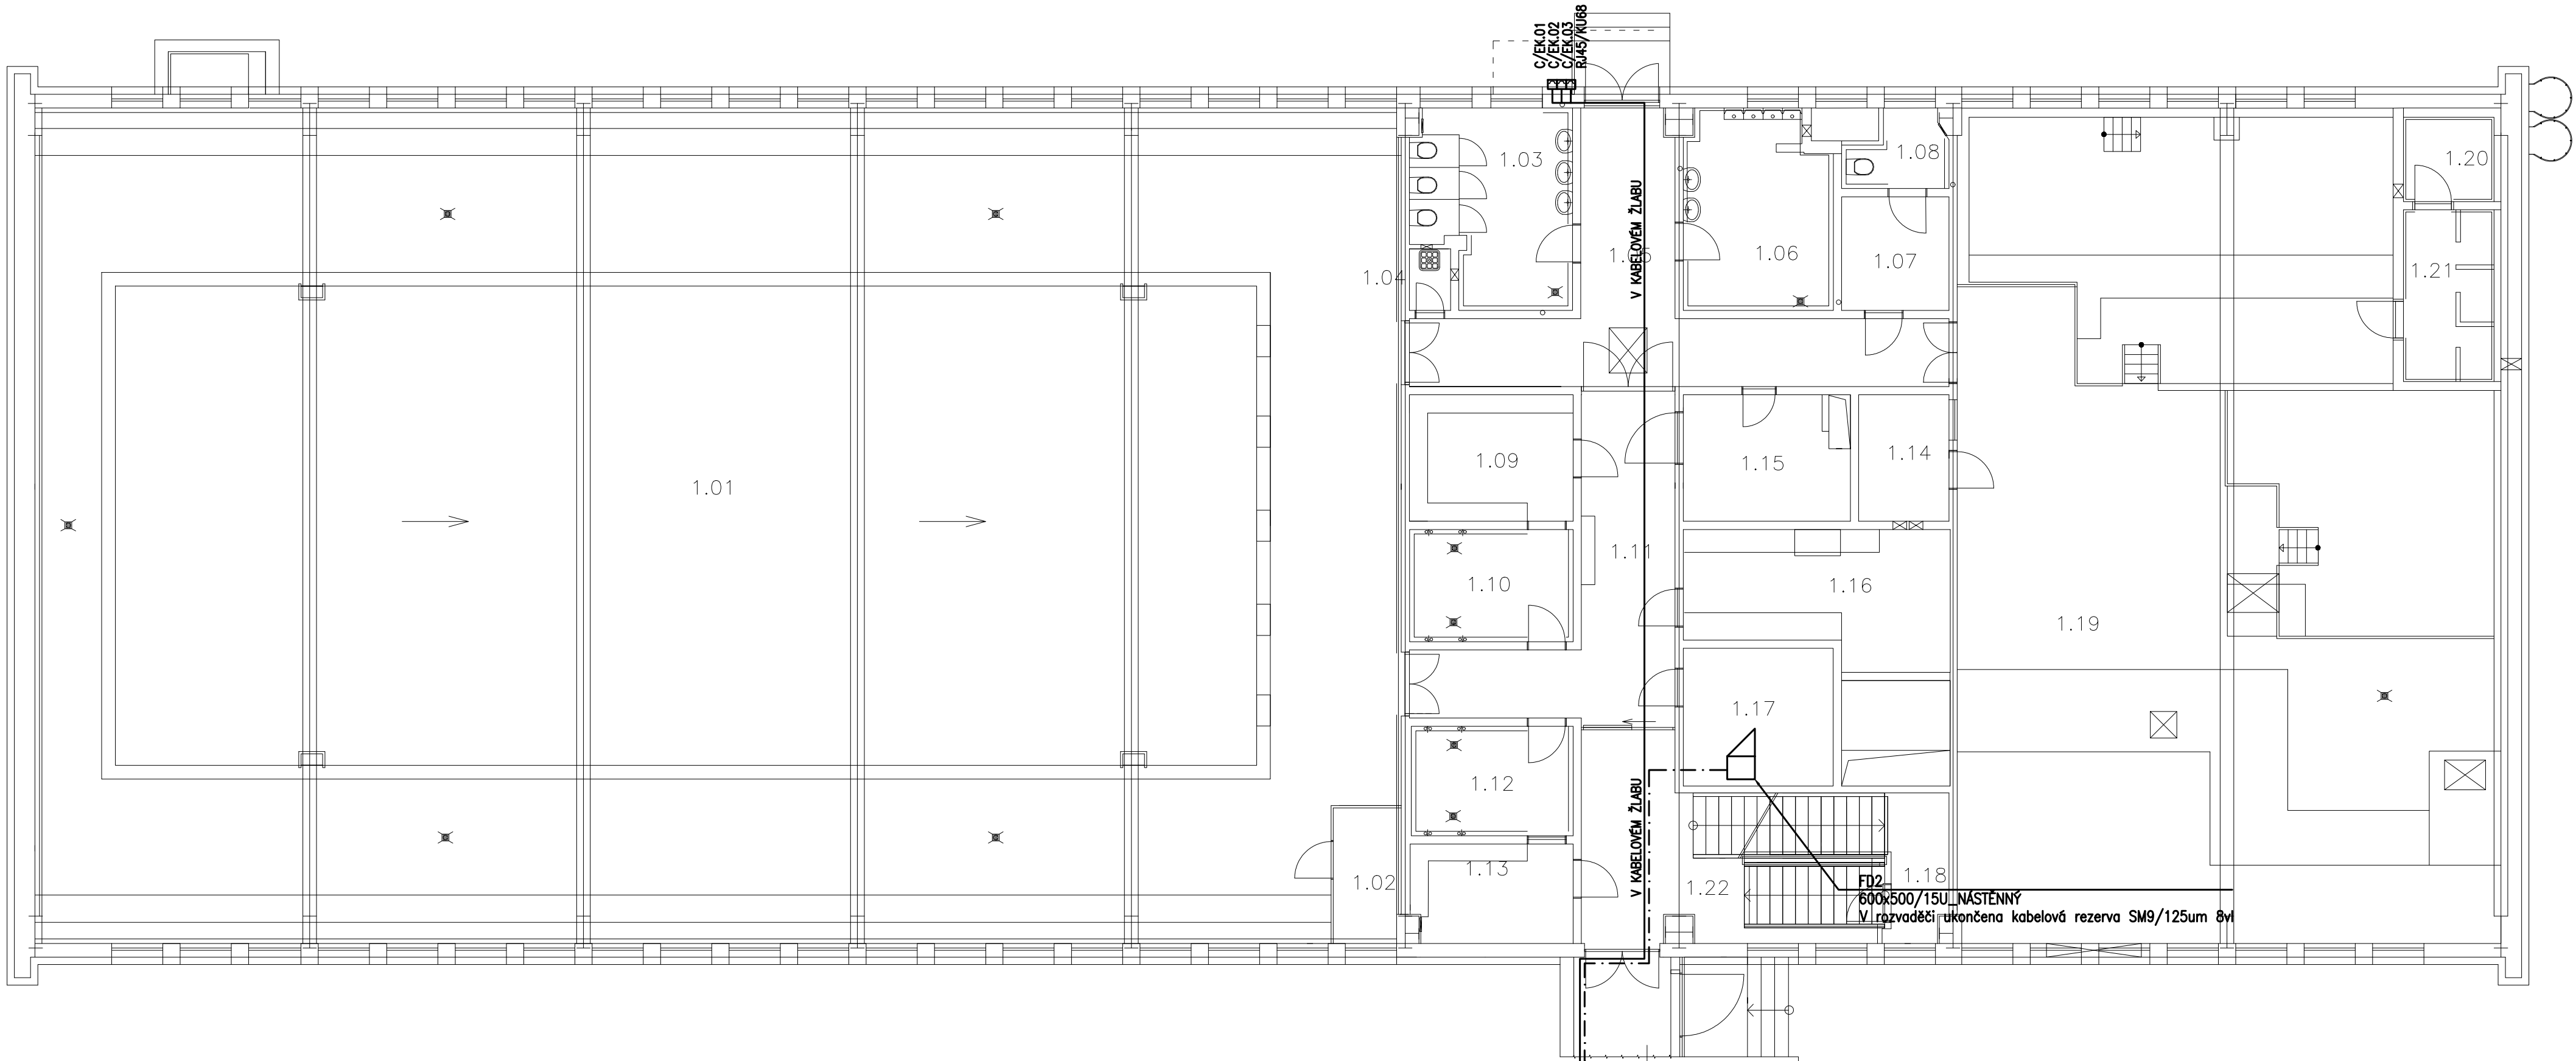 C/EK.01
C/EK.02
C/EK.03
RJ45/KU68
1.03
1.08
1.20
V KABELOVÉM ŽLABU
1.04
1.05
1.06
1.07
1.21
1.01
1.09
1.15
1.14
1.11
1.10
1.16
1.19
1.17
1.12
V KABELOVÉM ŽLABU
1.02
1.13
1.22
1.18
FD2
600x500/15U_NÁSTĚNNÝ
V rozvaděči ukončena kabelová rezerva SM9/125um 8vl